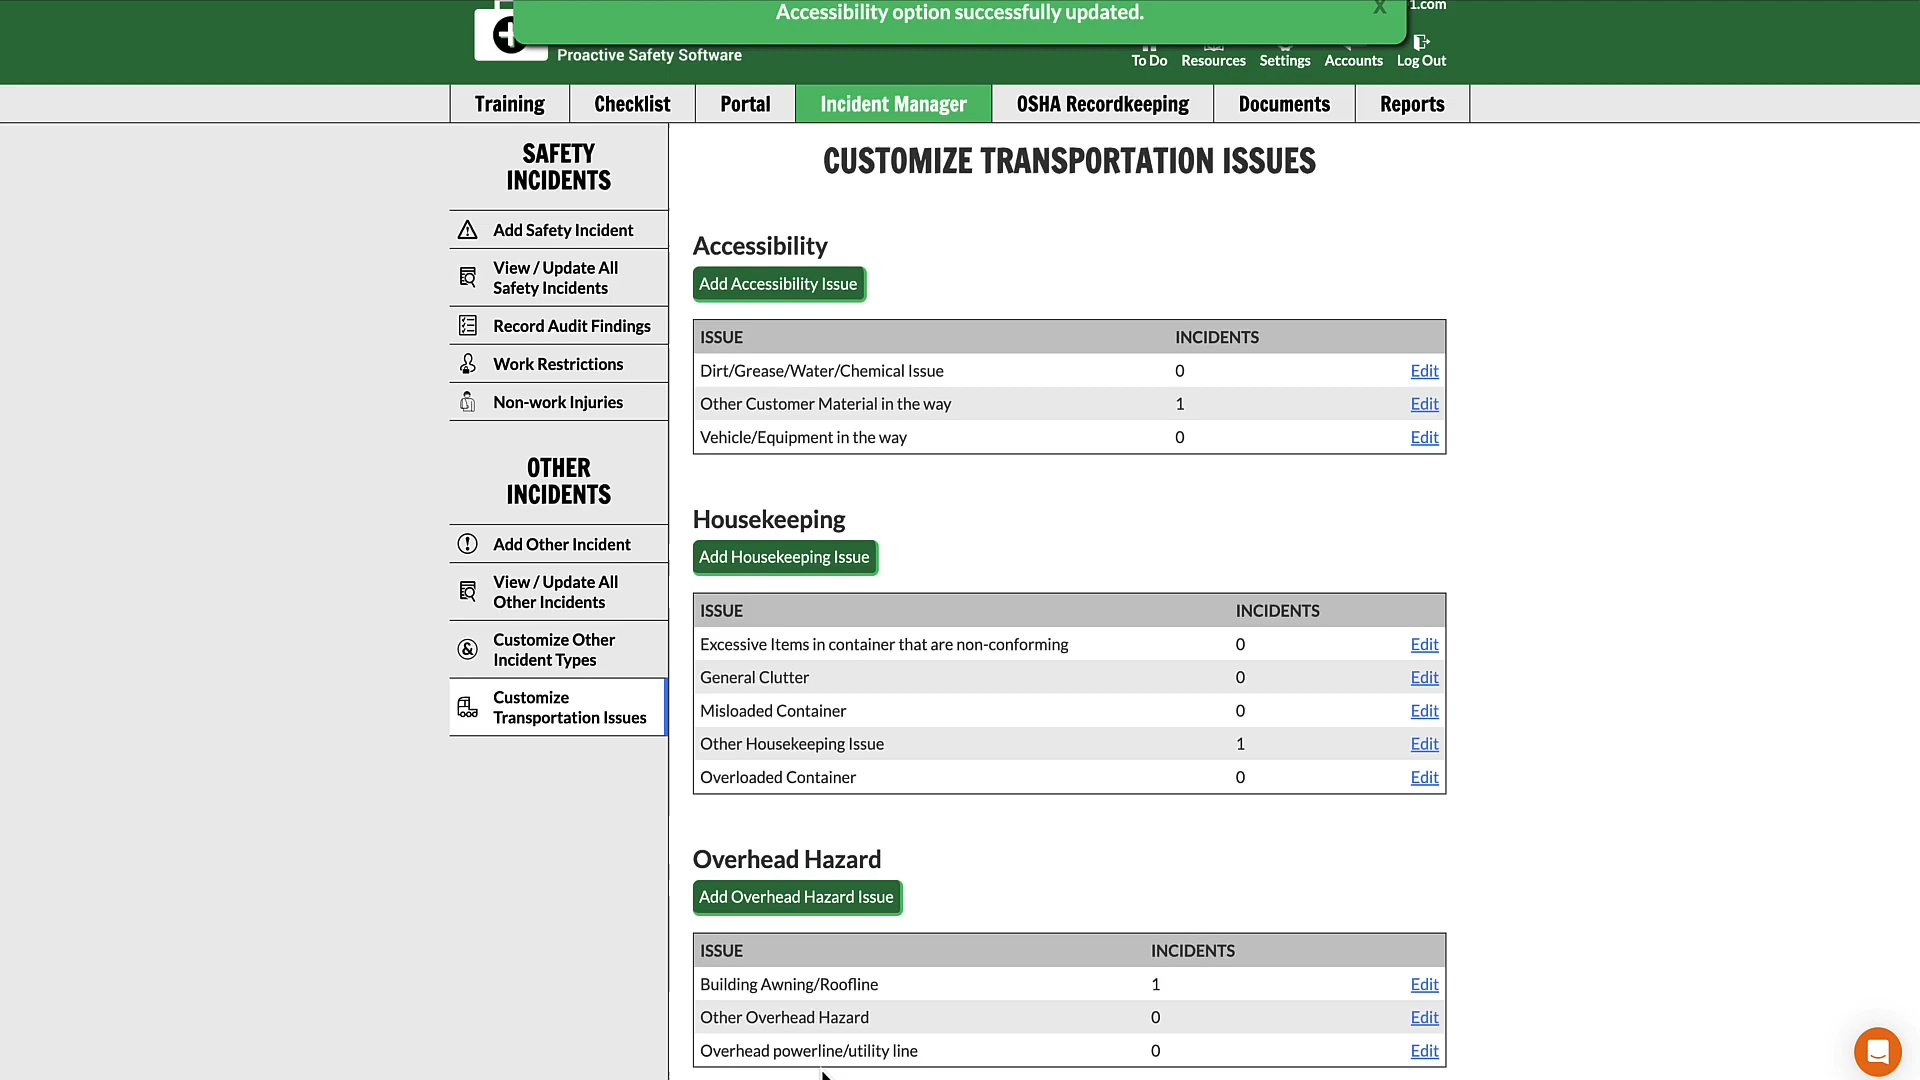 Accessibility option successfully updated.
X
1.com
Proactive Safety Software
To Do
Resources
Settings
Accounts
Log Out
Training
Checklist
Portal
Incident Manager
OSHA Recordkeeping
Documents
Reports
SAFETY
INCIDENTS
Add Safety Incident
View / Update All
Safety Incidents
Record Audit Findings
Work Restrictions
Non-work Injuries
OTHER
INCIDENTS
Add Other Incident
View / Update All
Other Incidents
Customize Other
Incident Types
Customize
Transportation Issues
CUSTOMIZE TRANSPORTATION ISSUES
Accessibility
Add Accessibility Issue
ISSUE INCIDENTS
Dirt/Grease/Water/Chemical Issue 0 Edit
Other Customer Material in the way 1 Edit
Vehicle/Equipment in the way 0 Edit
Housekeeping
Add Housekeeping Issue
ISSUE INCIDENTS
Excessive Items in container that are non-conforming 0 Edit
General Clutter 0 Edit
Misloaded Container 0 Edit
Other Housekeeping Issue 1 Edit
Overloaded Container 0 Edit
Overhead Hazard
Add Overhead Hazard Issue
ISSUE INCIDENTS
Building Awning/Roofline 1 Edit
Other Overhead Hazard 0 Edit
Overhead powerline/utility line 0 Edit